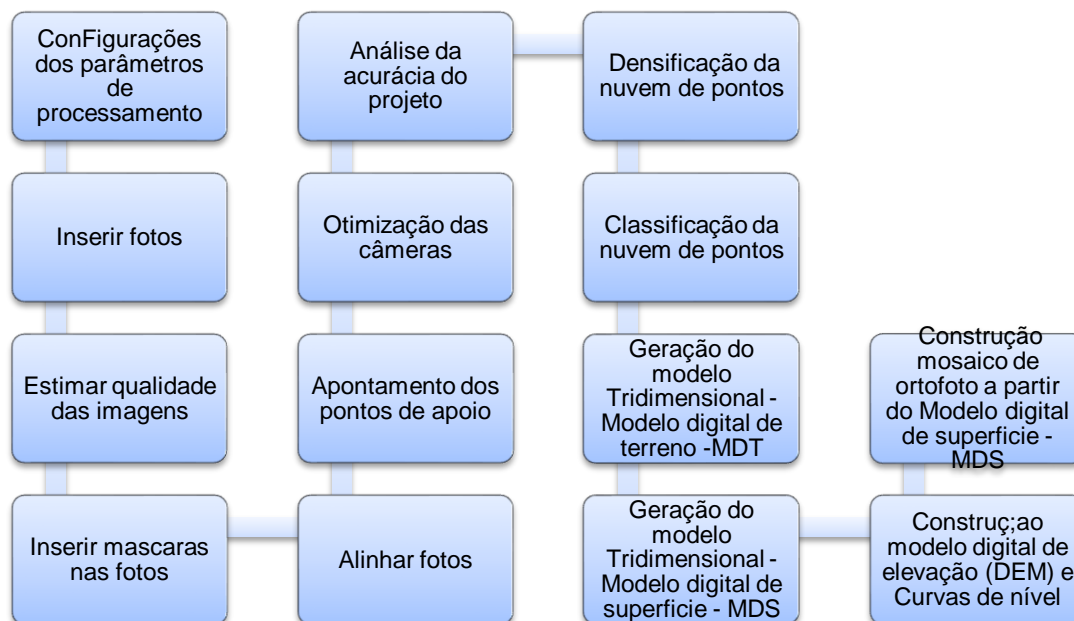 ConFigurações
dos parâmetros
de
processamento
Inserir fotos
Estimar qualidade
das imagens
Inserir mascaras
nas fotos
Alinhar fotos
Apontamento dos
pontos de apoio
Otimização das
câmeras
Análise da
acurácia do
projeto
Densificação da
nuvem de pontos
Classificação da
nuvem de pontos
Geração do
modelo
Tridimensional -
Modelo digital de
terreno -MDT
Geração do
modelo
Tridimensional -
Modelo digital de
superficie - MDS
Construç;ao
modelo digital de
elevação (DEM) e
Curvas de nível
Construção
mosaico de
ortofoto a partir
do Modelo digital
de superficie -
MDS